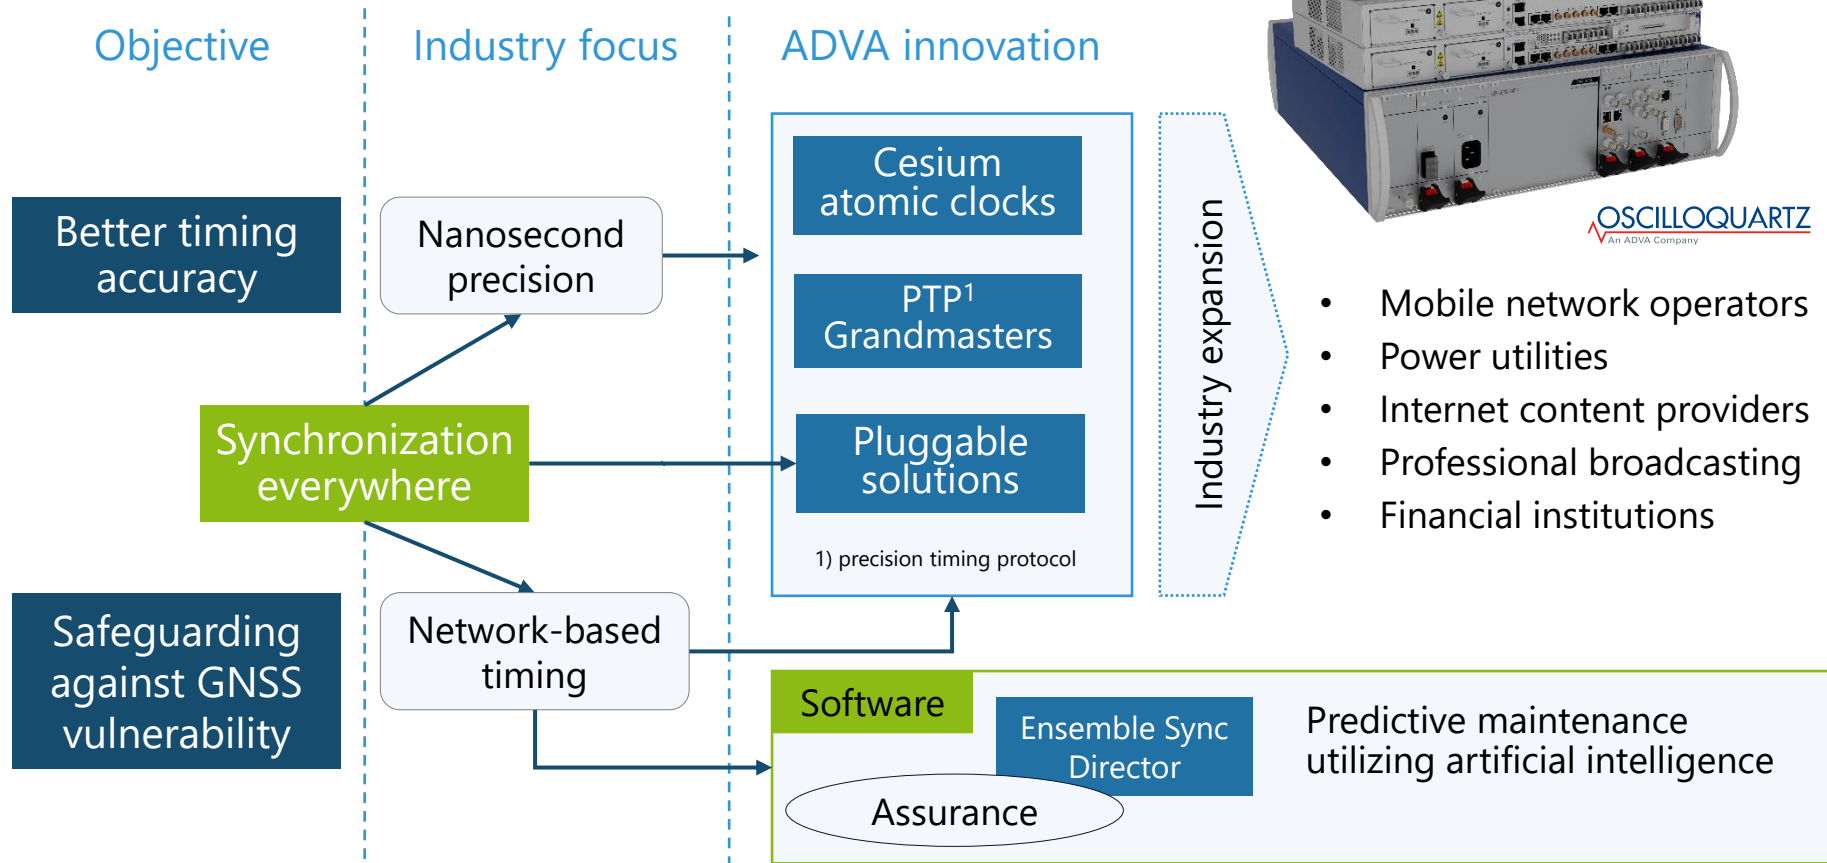 Objective
Industry focus
ADVA innovation
Better timing
accuracy
Nanosecond
precision
Cesium
atomic clocks
PTP1
Grandmasters
Synchronization
everywhere
Pluggable
solutions
1) precision timing protocol
Industry expansion
OSCILLOQUARTZ
An ADVA Company
• Mobile network operators
• Power utilities
• Internet content providers
• Professional broadcasting
• Financial institutions
Safeguarding
against GNSS
vulnerability
Network-based
timing
Software
Ensemble Sync
Director
Assurance
Predictive maintenance
utilizing artificial intelligence